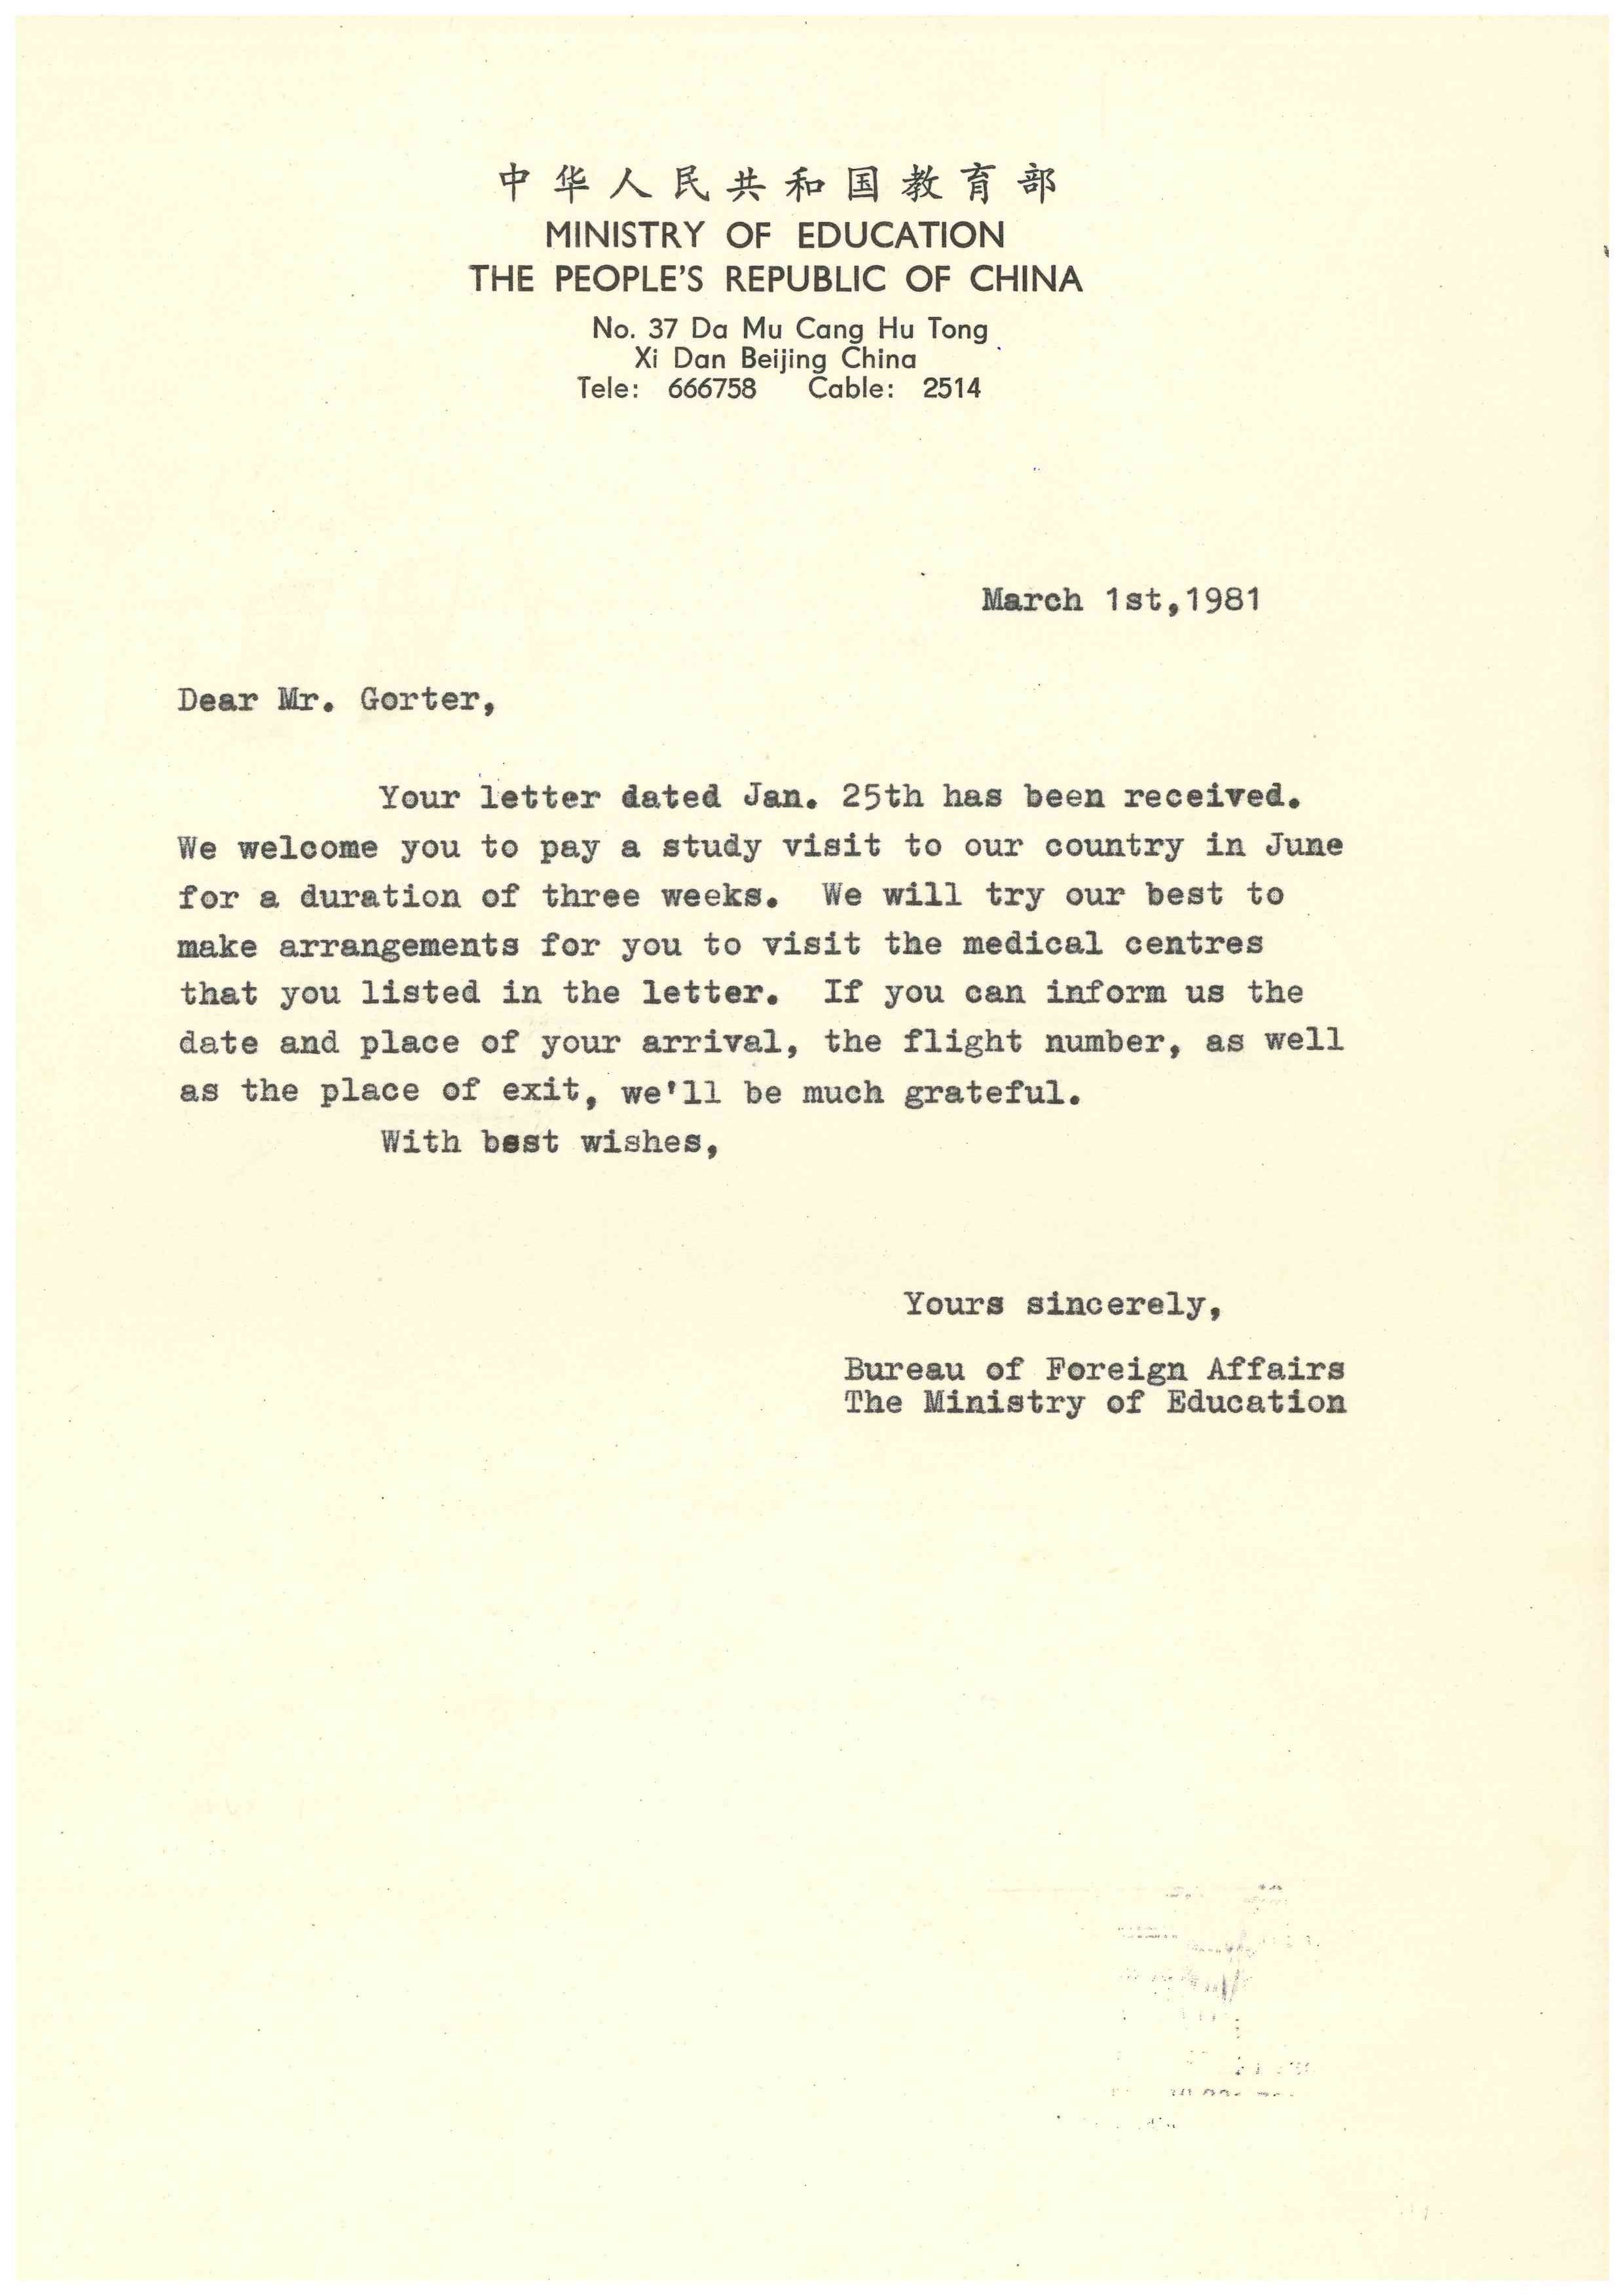 中华人民共和国教育部
MINISTRY OF EDUCATION
THE PEOPLE'S REPUBLIC OF CHINA
No. 37 Da Mu Cang Hu Tong
Xi Dan Beijing China
Tele: 666758 Cable: 2514
March 1st,1981
Dear Mr. Gorter,
Your letter dated Jan. 25th has been received.
We welcome you to pay a study visit to our country in June
for a duration of three weeks. We will try our best to
make arrangements for you to visit the medical centres
that you listed in the letter. If you can inform us the
date and place of your arrival, the flight number, as well
as the place of exit, we'll be much grateful.
With best wishes,
Yours sincerely,
Bureau of Foreign Affairs
The Ministry of Education